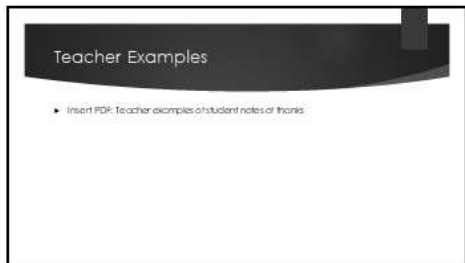 Teacher Examples
Insert PDF: Teacher examples of student notes of thanks